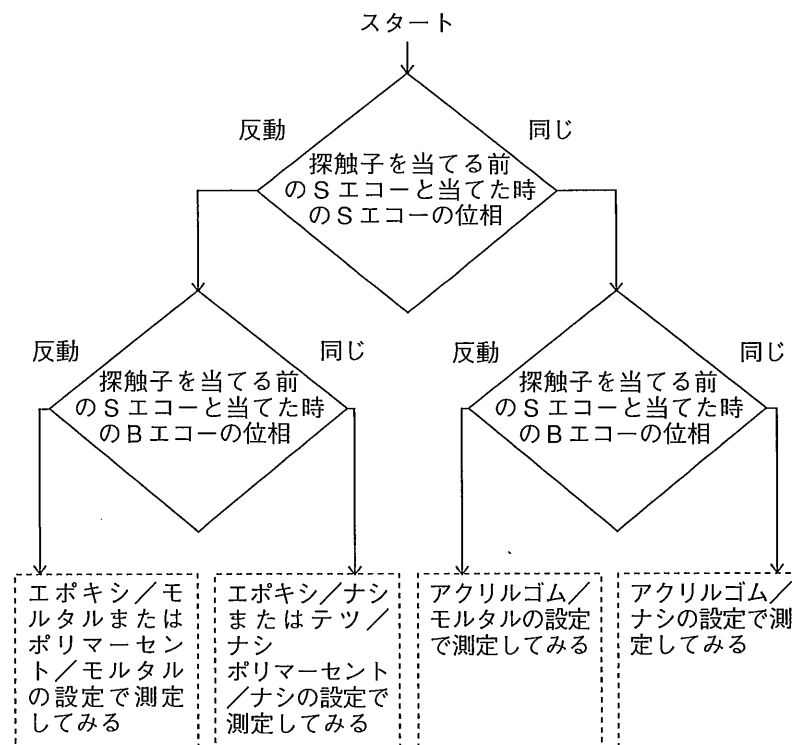 スタート
反動
同じ
探触子を当てる前
のSエコーと当てた時
のSエコーの位相
反動
同じ
探触子を当てる前
のSエコーと当てた時
のBエコーの位相
反動
同じ
探触子を当てる前
のSエコーと当てた時
のBエコーの位相
エポキシ/モ
ルタルまたは
ポリマーセメン
ト/モルタル
の設定で測定
してみる
エポキシ/ナシ
またはテツ/
ナシ
ポリマーセメント
/ナシの設定で
測定してみる
アクリルゴム/
モルタルの設定
で測定してみる
アクリルゴム/
ナシの設定で測
定してみる